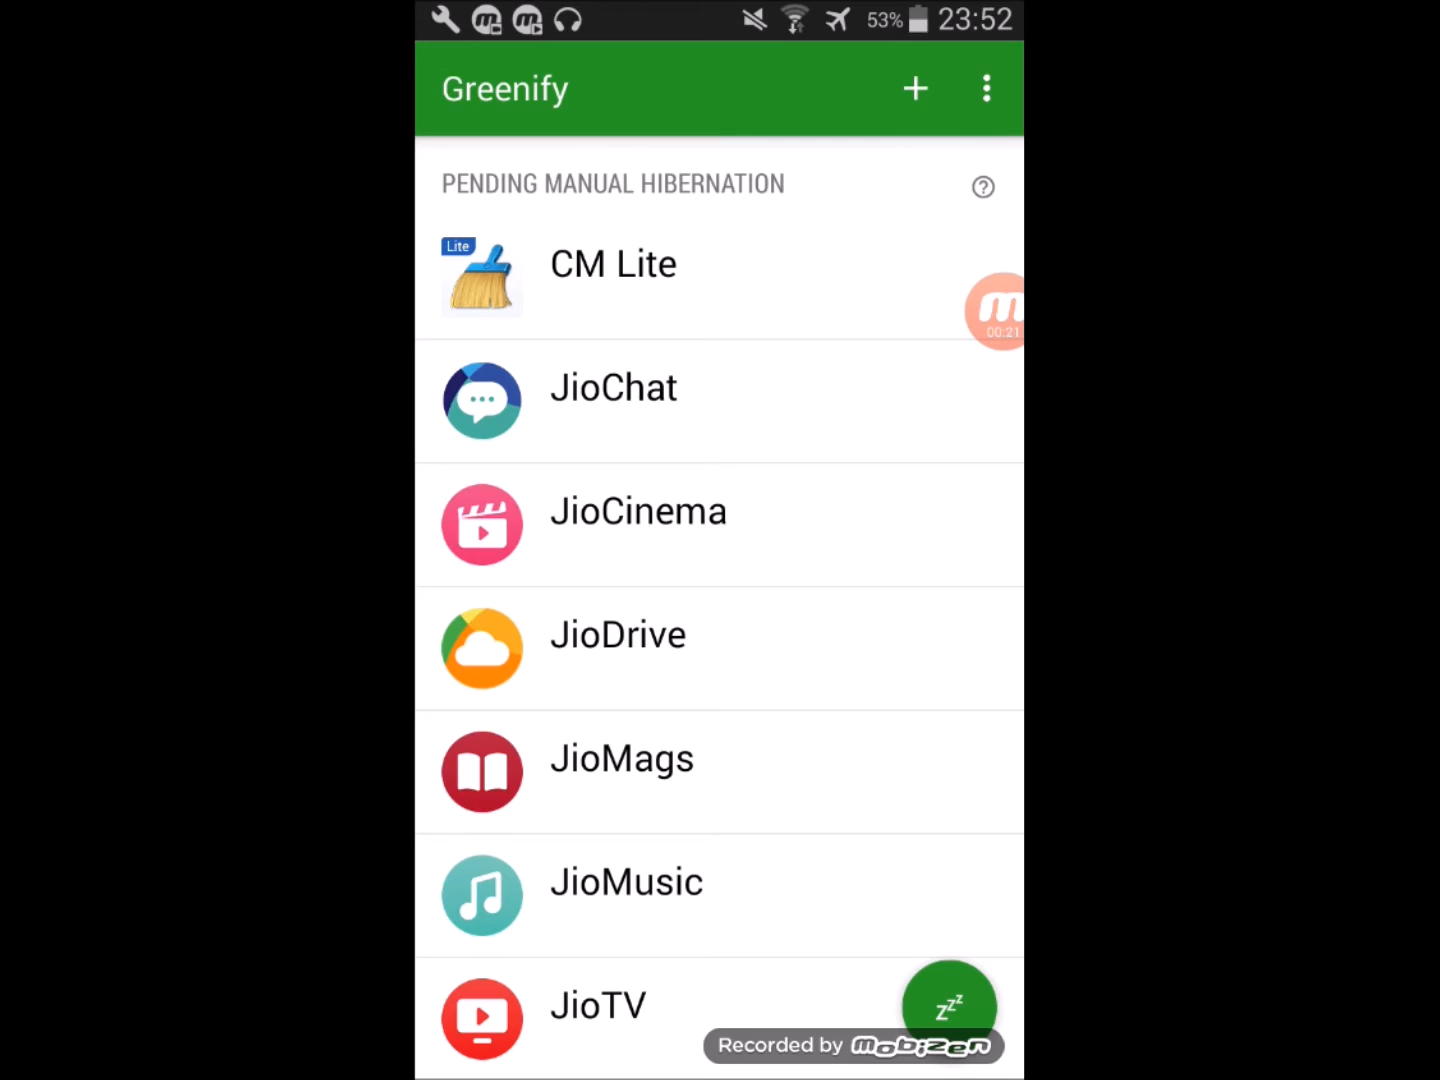 53% 23:52
Greenify
PENDING MANUAL HIBERNATION
Lite
CM Lite
00:21
JioChat
JioCinema
JioDrive
JioMags
JioMusic
JioTV
zzz
Recorded by mobizen